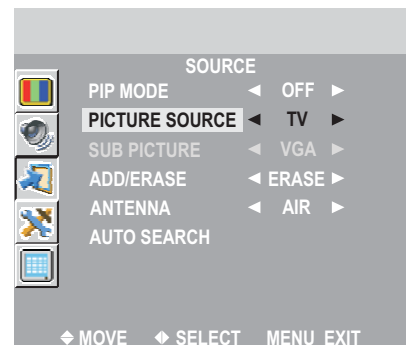 SOURCE
PIP MODE ◄ OFF ►
PICTURE SOURCE ◄ TV ►
SUB PICTURE ◄ VGA ►
ADD/ERASE ◄ ERASE ►
ANTENNA ◄ AIR ►
AUTO SEARCH
MOVE SELECT MENU EXIT